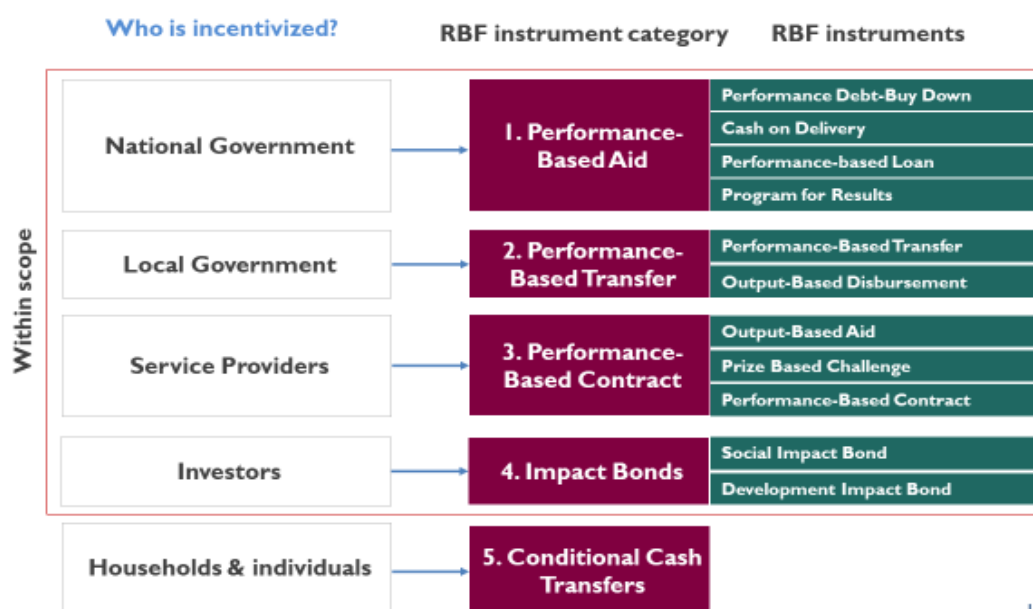 Who is incentivized?
RBF instrument category
RBF instruments
Within scope
National Government
1. Performance-
Based Aid
Performance Debt-Buy Down
Cash on Delivery
Performance-based Loan
Program for Results
Local Government
2. Performance-
Based Transfer
Performance-Based Transfer
Output-Based Disbursement
Service Providers
3. Performance-
Based Contract
Output-Based Aid
Prize Based Challenge
Performance-Based Contract
Investors
4. Impact Bonds
Social Impact Bond
Development Impact Bond
Households & individuals
5. Conditional Cash
Transfers